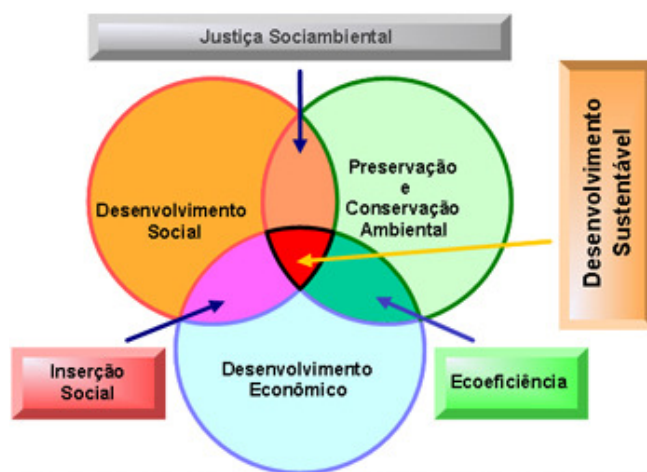 Justiça Sociambiental
Preservação
e
Conservação
Ambiental
Desenvolvimento
Social
Desenvolvimento
Sustentável
Inserção
Social
Desenvolvimento
Econômico
Ecoeficiência